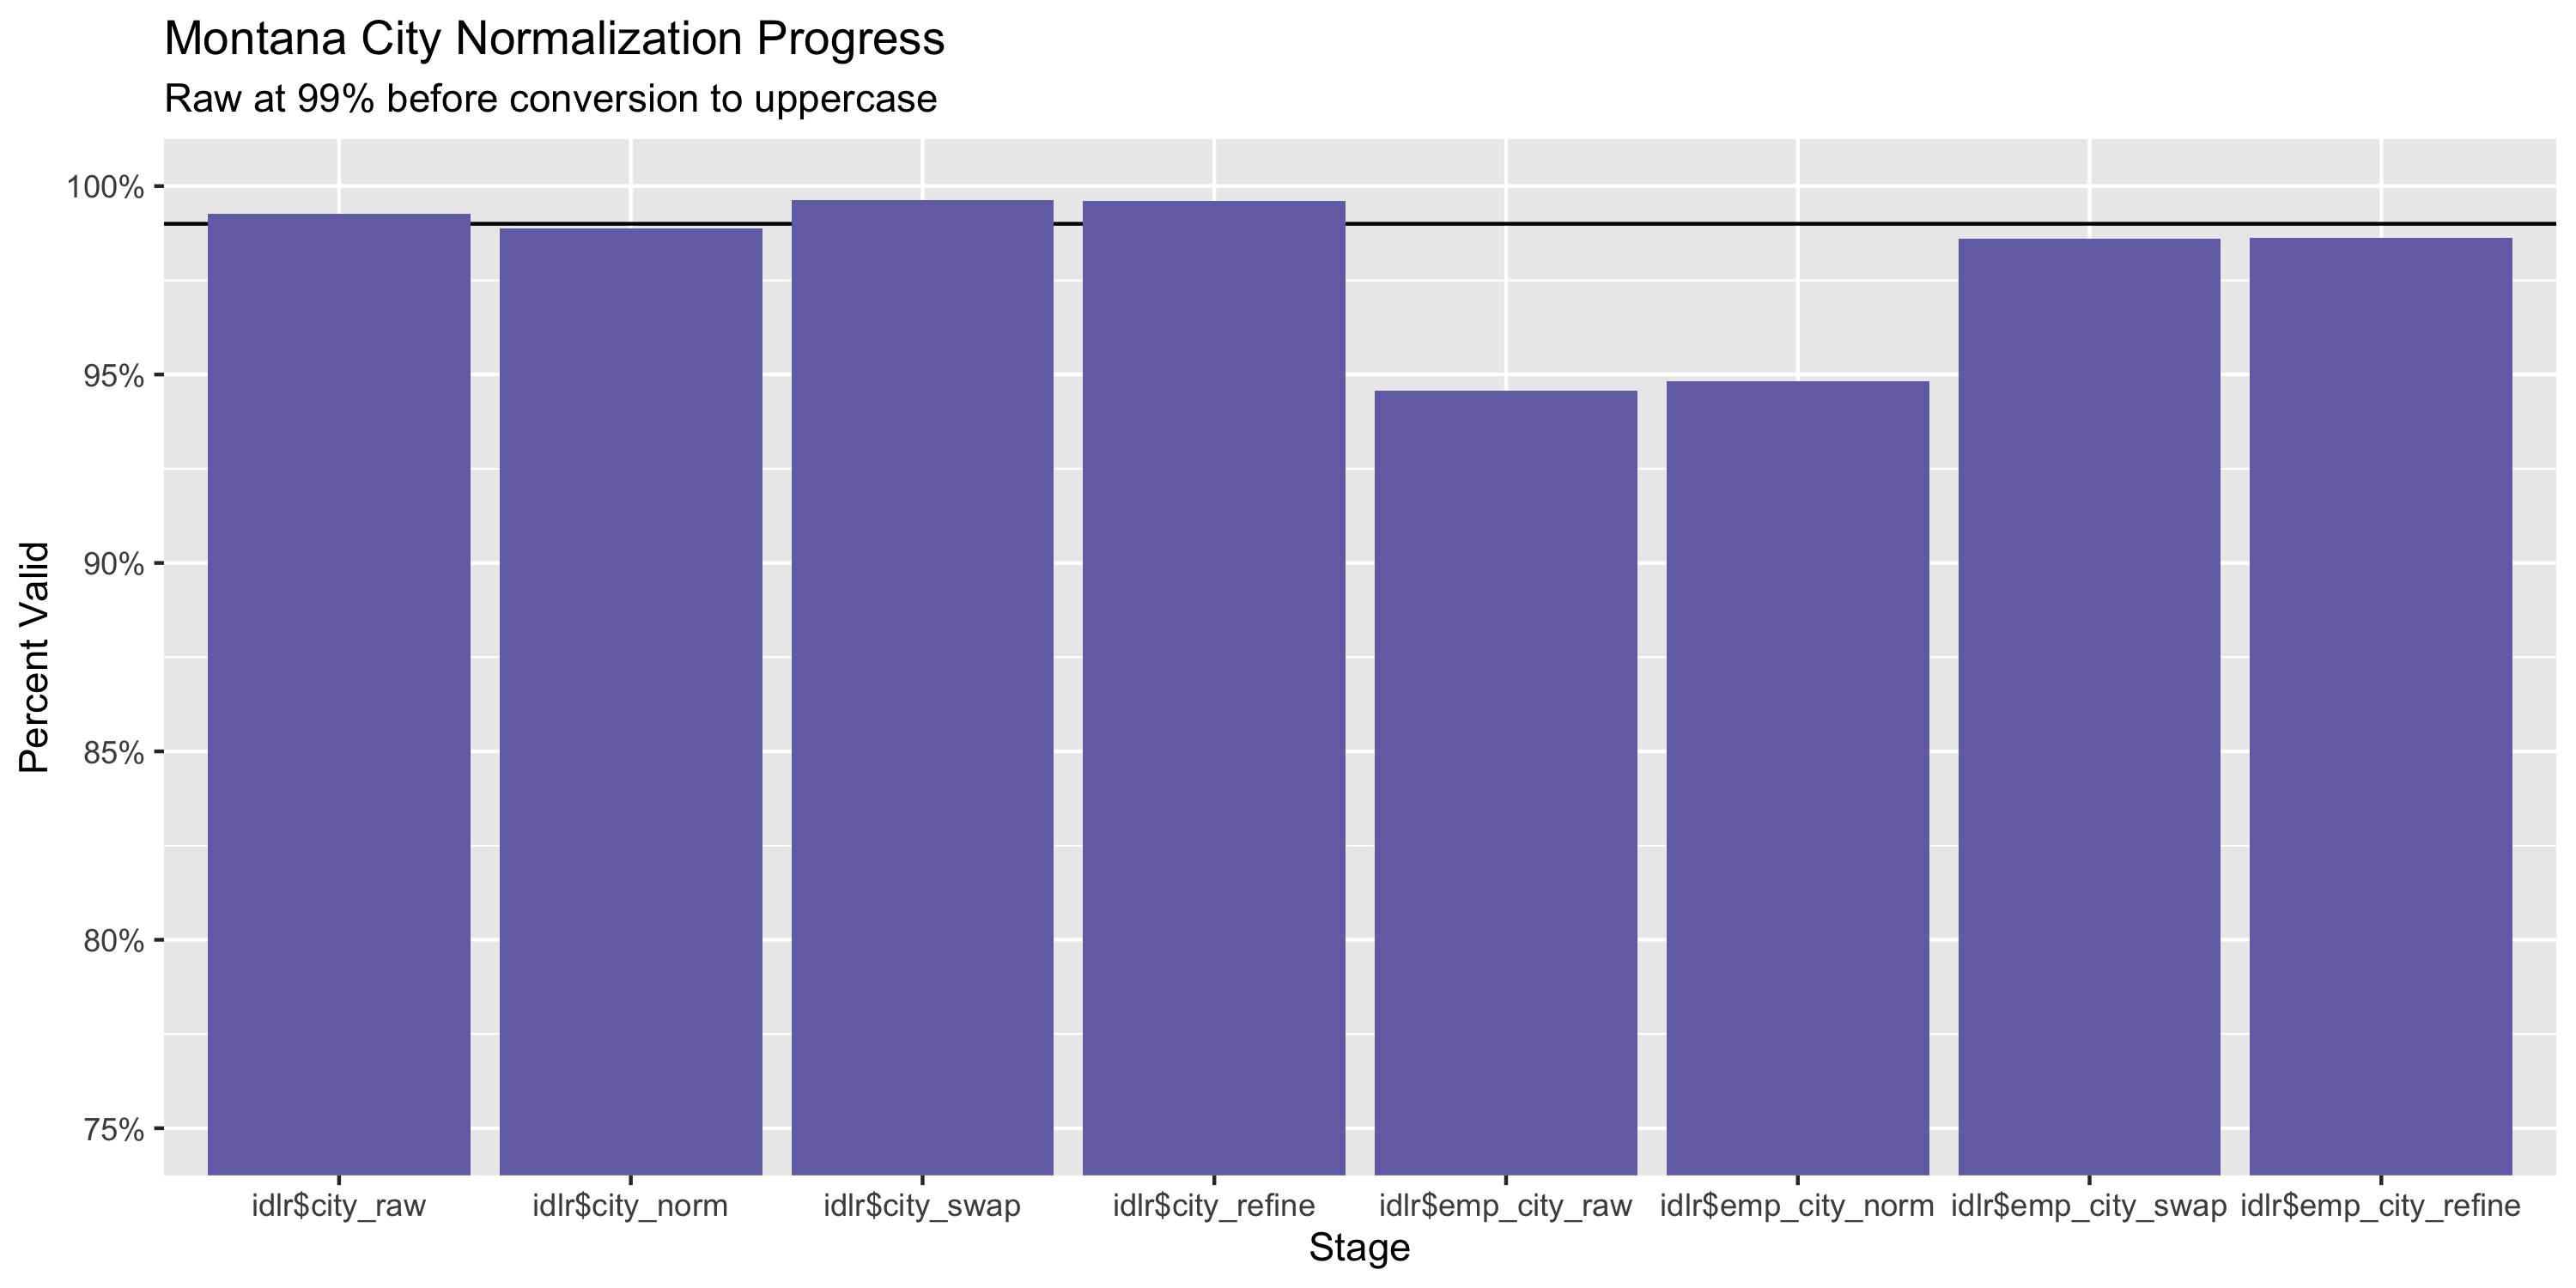 Montana City Normalization Progress
Raw at 99% before conversion to uppercase
100%
95%
90%
85%
80%
75%
Percent Valid
idlr$city_raw
idlr$city_norm
idlr$city_swap
idlr$city_refine
idlr$emp_city_raw
idlr$emp_city_norm
idlr$emp_city_swap
idlr$emp_city_refine
Stage